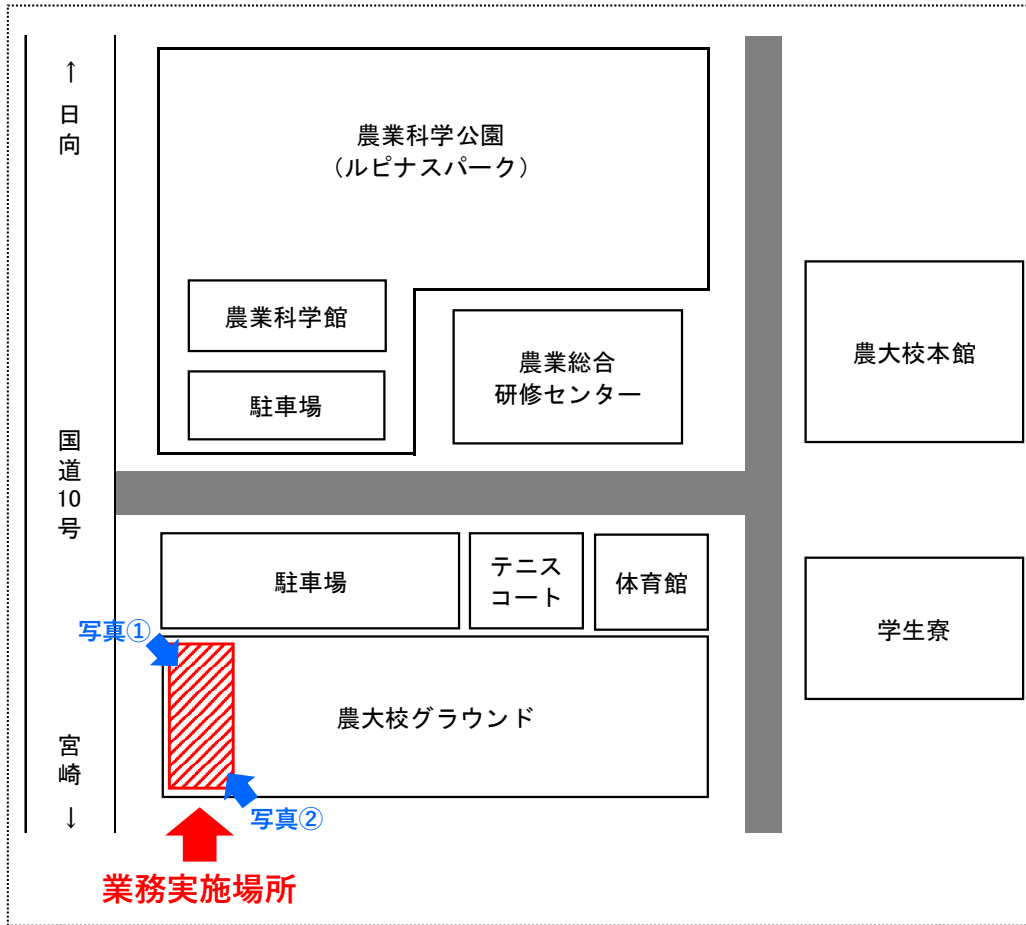 ↑日向
農業科学公園
（ルピナスパーク）
農業科学館
駐車場
農業総合
研修センター
農大校本館
国道10号
駐車場
テニス
コート
体育館
学生寮
写真①
農大校グラウンド
宮崎↓
写真②
業務実施場所